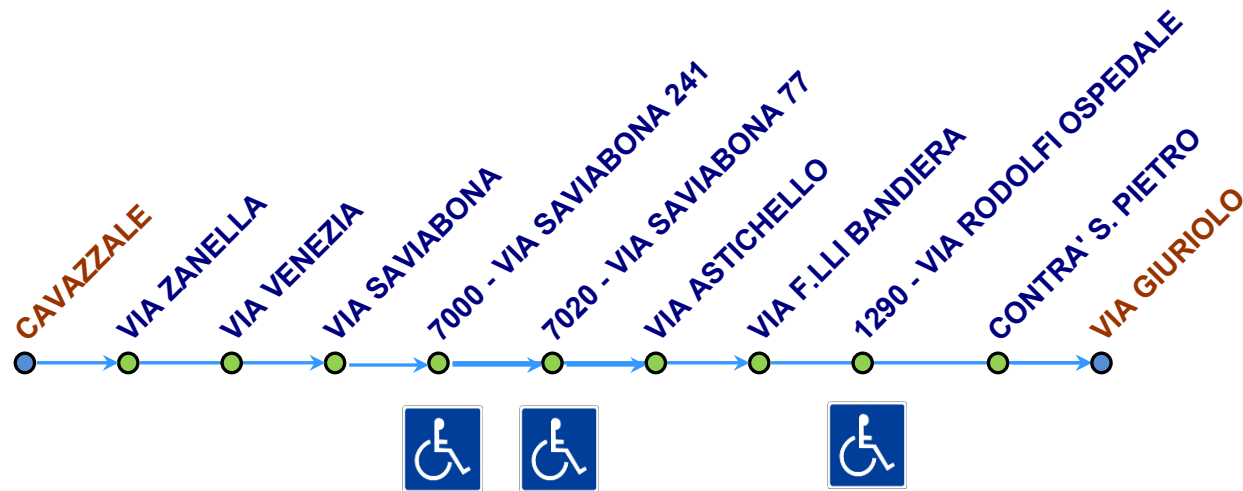 CAVAZZALE
VIA ZANELLA
VIA VENEZIA
VIA SAVIABONA
7000 - VIA SAVIABONA 241
7020 - VIA SAVIABONA 77
VIA ASTICHELLO
VIA F.LLI BANDIERA
1290 - VIA RODOLFI OSPEDALE
CONTRA' S. PIETRO
VIA GIURIOLO